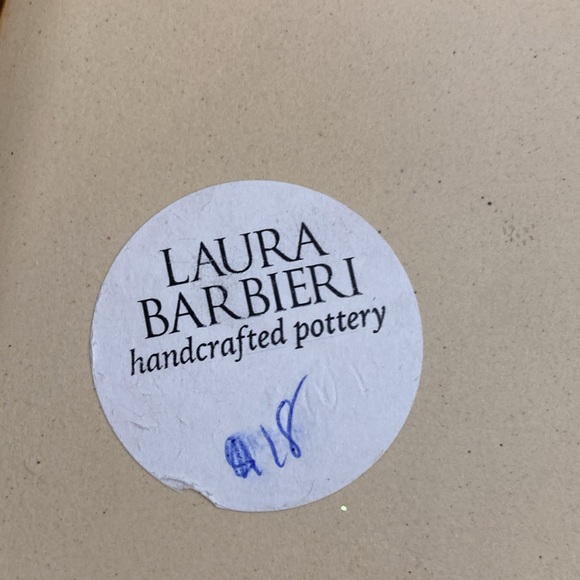 LAURA
BARBIERI
handcrafted pottery
18